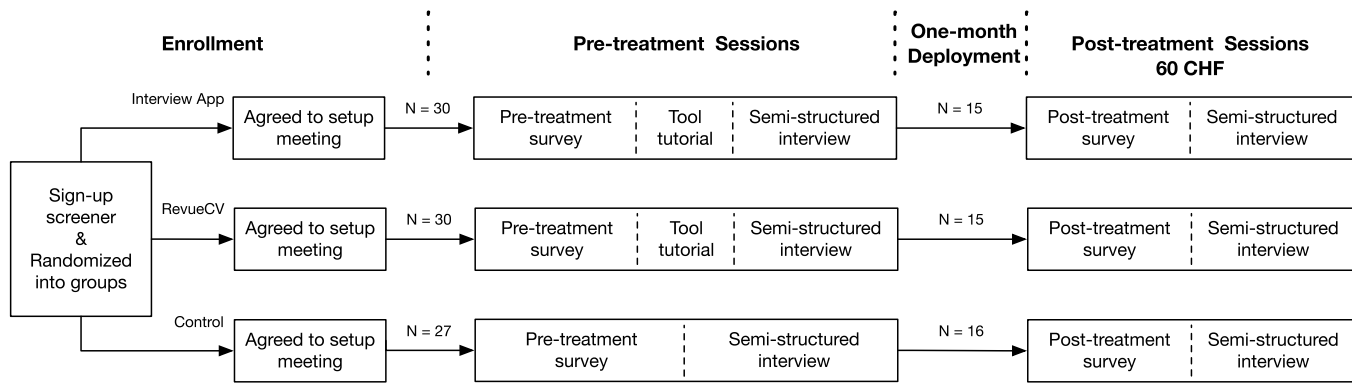 Enrollment
Pre-treatment Sessions
One-month
Deployment
Post-treatment Sessions
60 CHF
Sign-up
screener
&
Randomized
into groups
Interview App
Agreed to setup
meeting
N = 30
Pre-treatment
survey
Tool
tutorial
Semi-structured
interview
N = 15
Post-treatment
survey
Semi-structured
interview
RevueCV
Agreed to setup
meeting
N = 30
Pre-treatment
survey
Tool
tutorial
Semi-structured
interview
N = 15
Post-treatment
survey
Semi-structured
interview
Control
Agreed to setup
meeting
N = 27
Pre-treatment
survey
Semi-structured
interview
N = 16
Post-treatment
survey
Semi-structured
interview